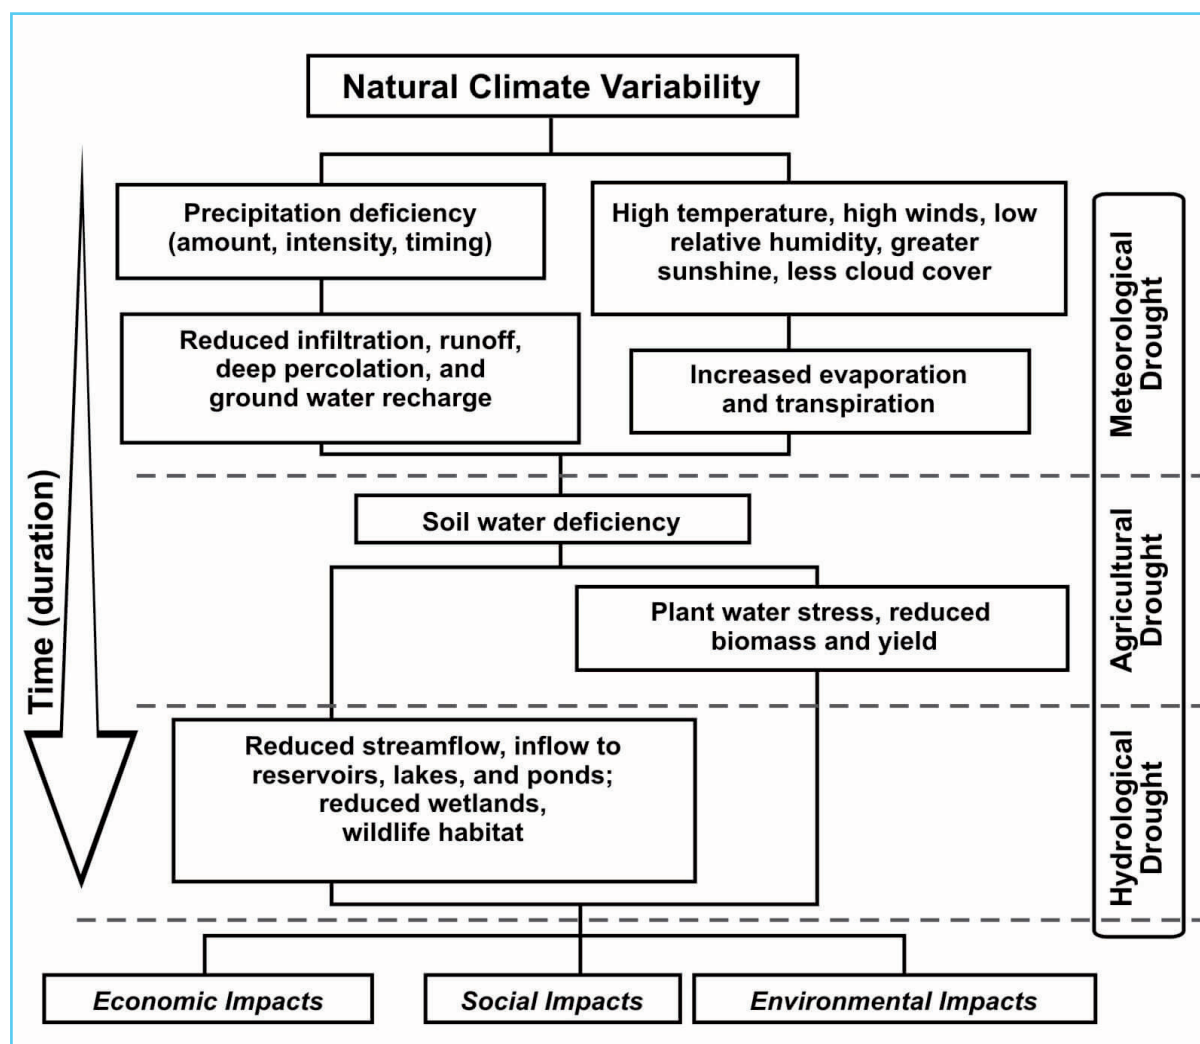 Natural Climate Variability
Precipitation deficiency
(amount, intensity, timing)
High temperature, high winds, low
relative humidity, greater
sunshine, less cloud cover
Reduced infiltration, runoff,
deep percolation, and
ground water recharge
Increased evaporation
and transpiration
Meteorological
Drought
Time (duration)
Soil water deficiency
Plant water stress, reduced
biomass and yield
Agricultural
Drought
Reduced streamflow, inflow to
reservoirs, lakes, and ponds;
reduced wetlands,
wildlife habitat
Hydrological
Drought
Economic Impacts
Social Impacts
Environmental Impacts